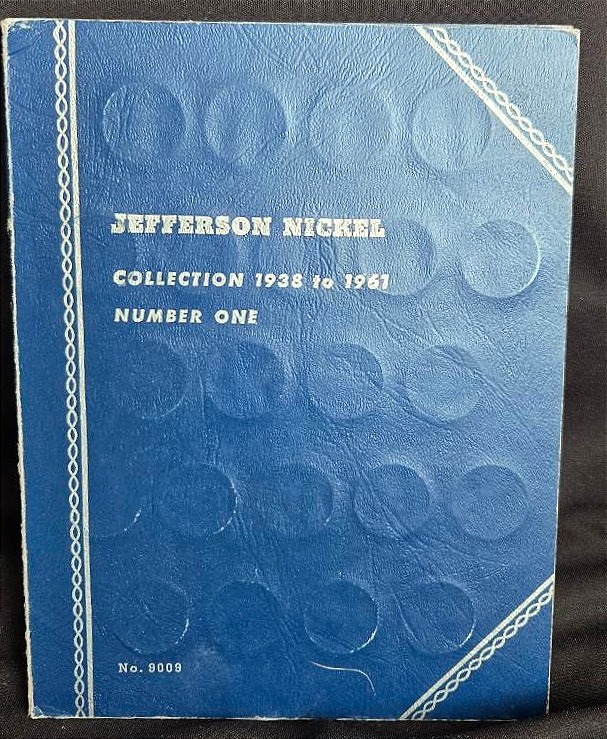 JEFFERSON NICKEL
COLLECTION 1938 to 1961
NUMBER ONE
No. 9009